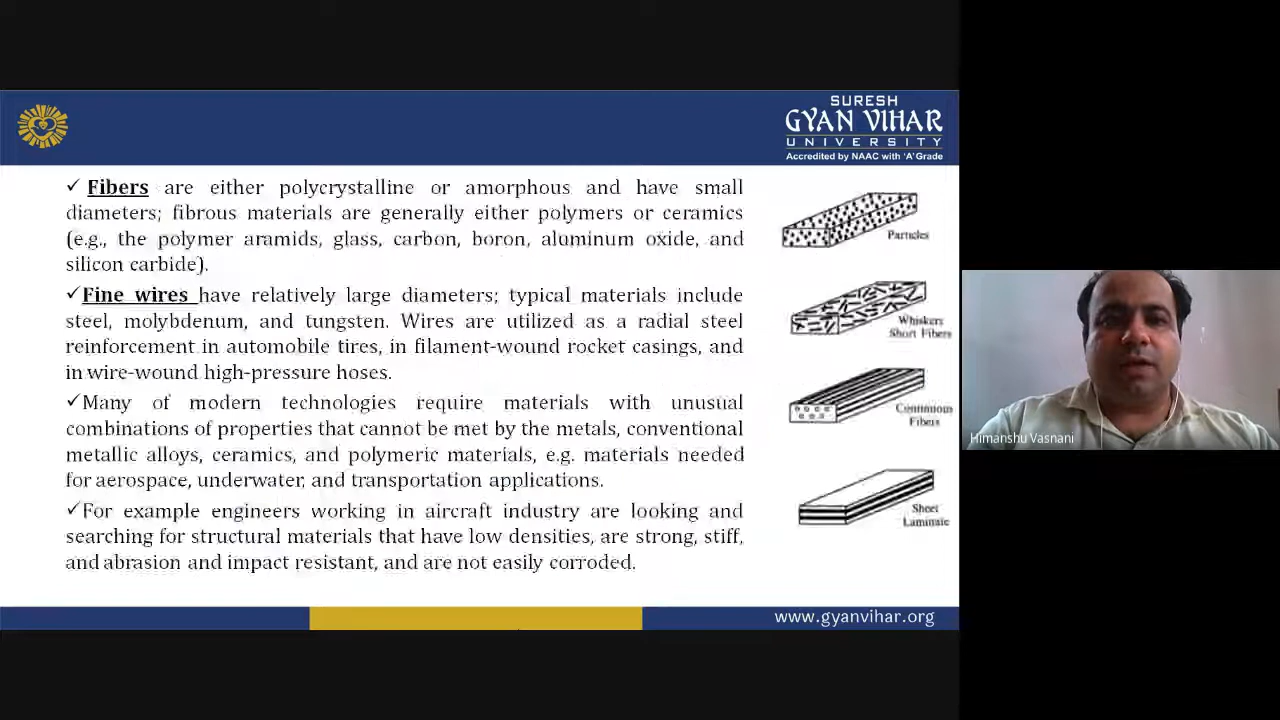 SURESH
GYAN VIHAR
UNIVERSITY
Accredited by NAAC with 'A' Grade
✓ Fibers are either polycrystalline or amorphous and have small
diameters; fibrous materials are generally either polymers or ceramics
(e.g., the polymer aramids, glass, carbon, boron, aluminum oxide, and
silicon carbide).
✓Fine wires have relatively large diameters; typical materials include
steel, molybdenum, and tungsten. Wires are utilized as a radial steel
reinforcement in automobile tires, in filament-wound rocket casings, and
in wire-wound high-pressure hoses.
✓Many of modern technologies require materials with unusual
combinations of properties that cannot be met by the metals, conventional
metallic alloys, ceramics, and polymeric materials, e.g. materials needed
for aerospace, underwater, and transportation applications.
✓For example engineers working in aircraft industry are looking and
searching for structural materials that have low densities, are strong, stiff,
and abrasion and impact resistant, and are not easily corroded.
Particles
Whiskers
Short Fibers
Continuous
Fibers
Sheet
Laminate
Himanshu Vasnani
www.gyanvihar.org